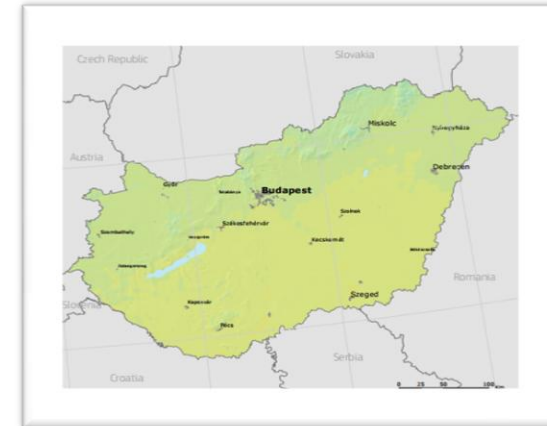 Czech Republic
Slovakia
Miskolc
Nyíregyháza
Austria
Debrecen
Győr
Budapest
Szolnok
Székesfehérvár
Szombathely
Kecskemét
Romania
Slovenia
Kaposvár
Szeged
Pécs
Serbia
Croatia
0 25 50 100
Km